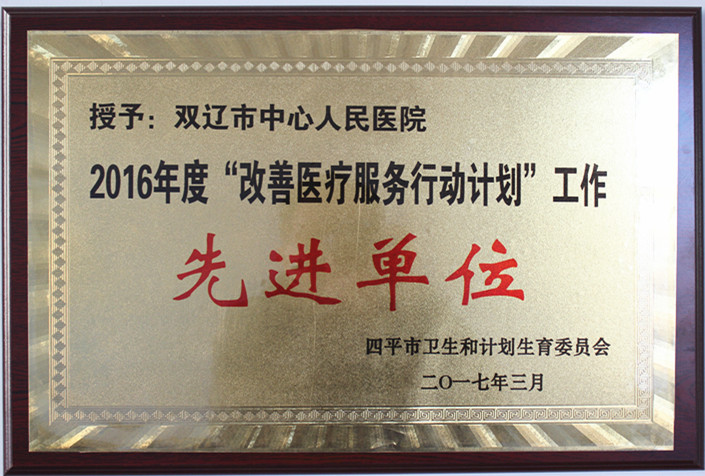 授予：双辽市中心人民医院
2016年度“改善医疗服务行动计划”工作
先进单位
四平市卫生和计划生育委员会
二〇一七年三月